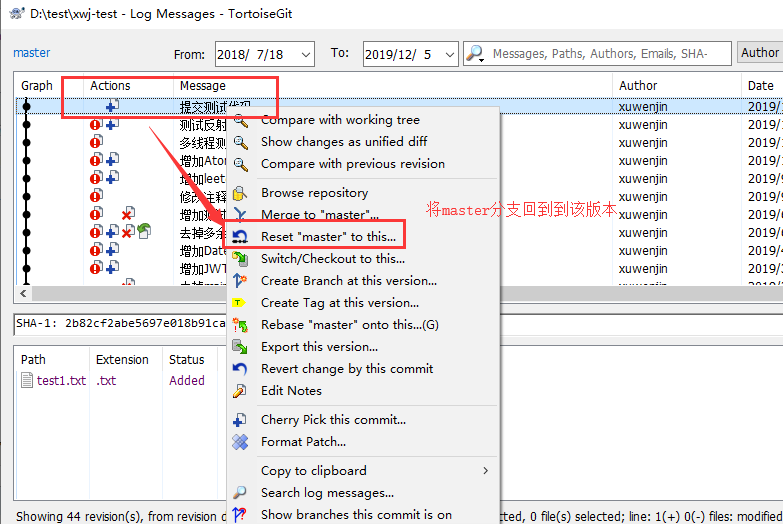 D:\test\xwj-test - Log Messages - TortoiseGit
master From: 2018/ 7/18 To: 2019/12/ 5 Messages, Paths, Authors, Emails, SHA- Author
Graph Actions Message Author Date
提交测试代码 xuwenjin 2019/1
测试反射 xuwenjin 2019/1
多线程测 xuwenjin 2019/1
增加Aton xuwenjin 2019/1
增加leet xuwenjin 2019/1
修改注释 xuwenjin 2019/6
增加测试 xuwenjin 2019/6
去掉多余 xuwenjin 2019/6
增加Date xuwenjin 2019/4
增加JWT xuwenjin 2019/3
Compare with working tree
Show changes as unified diff
Compare with previous revision
Browse repository
Merge to "master"...
将master分支回到到该版本
Reset "master" to this...
Switch/Checkout to this...
Create Branch at this version...
Create Tag at this version...
Rebase "master" onto this...(G)
Export this version...
Revert change by this commit
Edit Notes
Cherry Pick this commit...
Format Patch...
Copy to clipboard
Search log messages...
Show branches this commit is on
SHA-1: 2b82cf2abe5697e018b91ca
Path Extension Status
test1.txt .txt Added
Showing 44 revision(s), from revision cted, 0 file(s) selected; line: 1(+) 0(-) files: modified